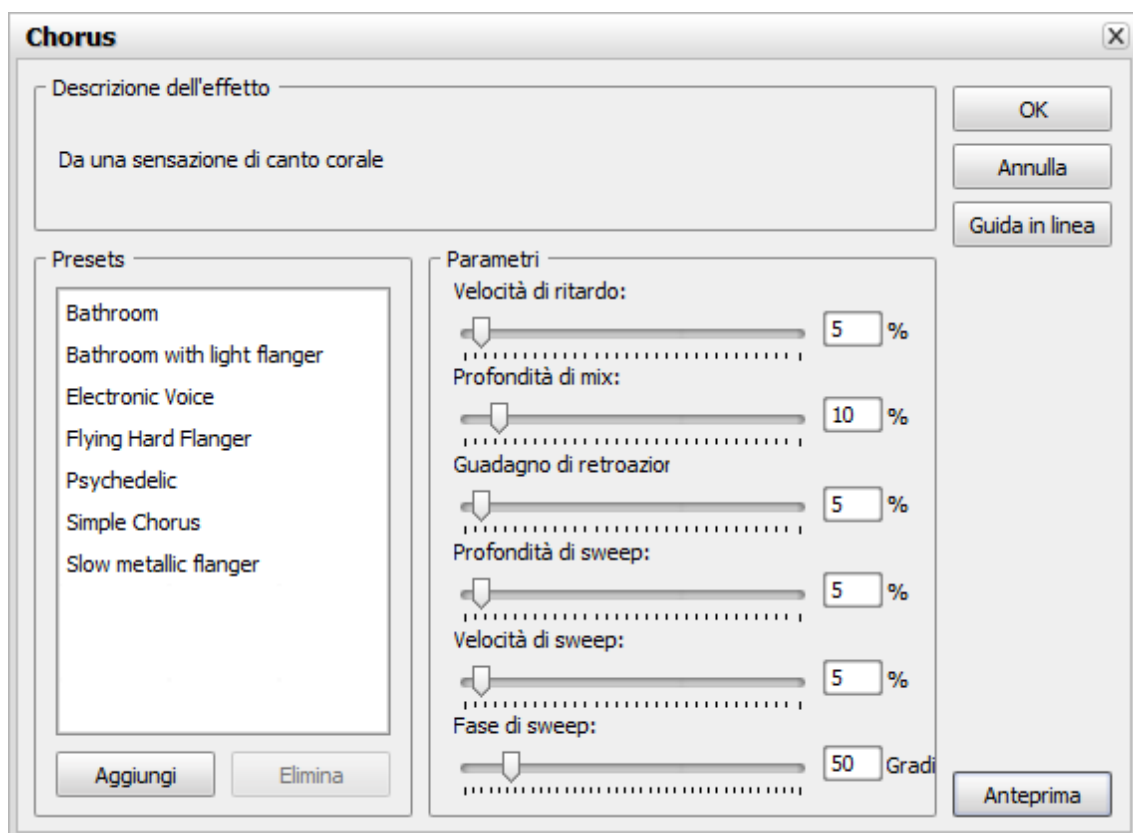 Chorus
Descrizione dell'effetto
Da una sensazione di canto corale
OK
Annulla
Guida in linea
Presets
Bathroom
Bathroom with light flanger
Electronic Voice
Flying Hard Flanger
Psychedelic
Simple Chorus
Slow metallic flanger
Aggiungi
Elimina
Parametri
Velocità di ritardo:
5 %
Profondità di mix:
10 %
Guadagno di retroazior
5 %
Profondità di sweep:
5 %
Velocità di sweep:
5 %
Fase di sweep:
50 Gradi
Anteprima